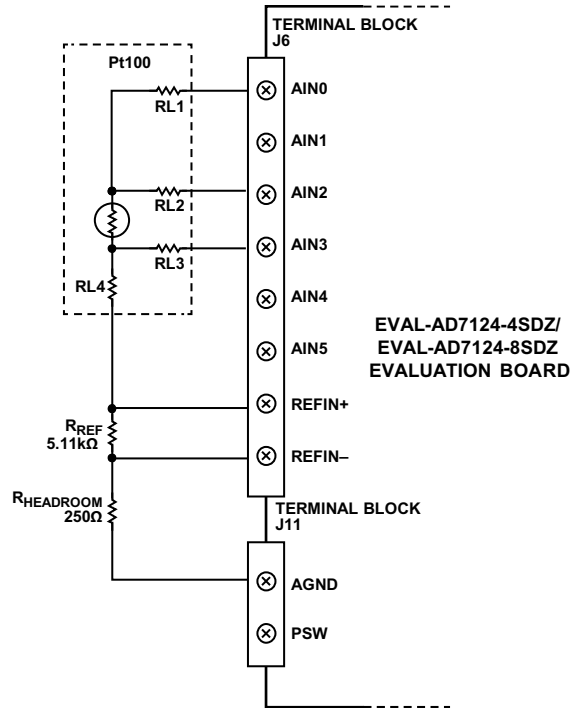 TERMINAL BLOCK
J6
Pt100
RL1
AIN0
AIN1
RL2
AIN2
RL3
AIN3
RL4
AIN4
AIN5
EVAL-AD7124-4SDZ/
EVAL-AD7124-8SDZ
EVALUATION BOARD
REFIN+
RREF
5.11kΩ
REFIN–
RHEADROOM
250Ω
TERMINAL BLOCK
J11
AGND
PSW